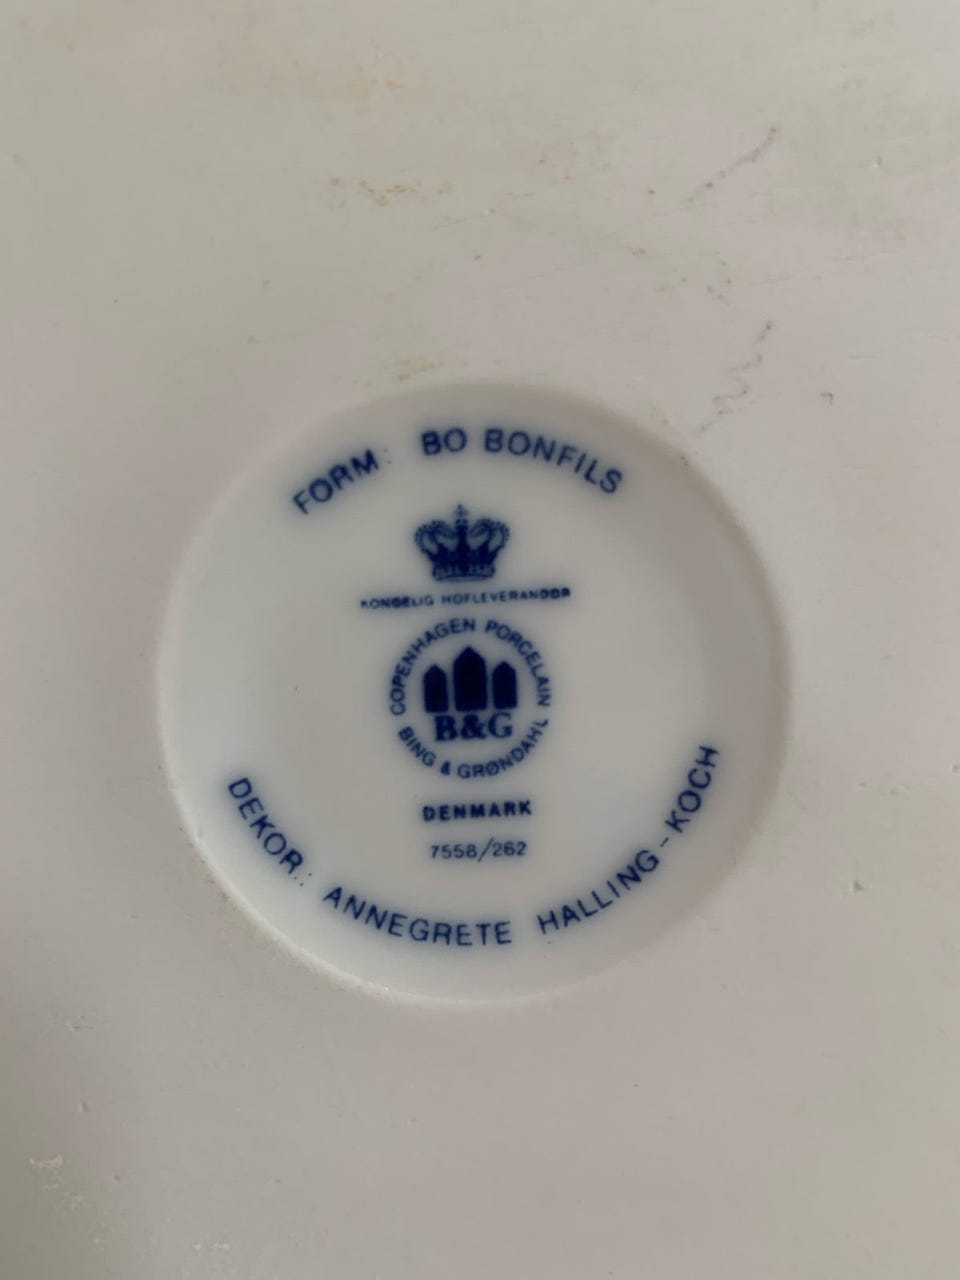 FORM: BO BONFILS
KONGELIG HOFLEVERANDØR
COPENHAGEN PORCELAIN
B&G
BING & GRØNDAHL
DENMARK
7558/262
DEKOR.: ANNEGRETE HALLING-KOCH